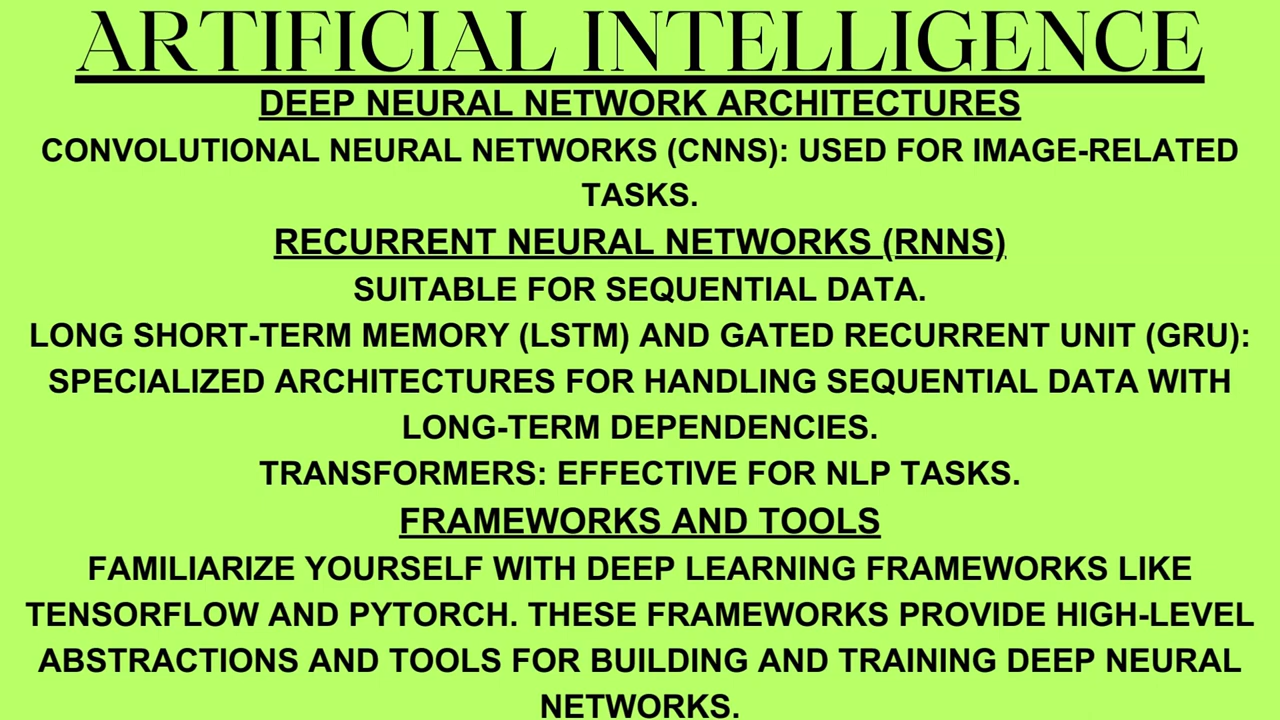 ARTIFICIAL INTELLIGENCE
DEEP NEURAL NETWORK ARCHITECTURES
CONVOLUTIONAL NEURAL NETWORKS (CNNS): USED FOR IMAGE-RELATED
TASKS.
RECURRENT NEURAL NETWORKS (RNNS)
SUITABLE FOR SEQUENTIAL DATA.
LONG SHORT-TERM MEMORY (LSTM) AND GATED RECURRENT UNIT (GRU):
SPECIALIZED ARCHITECTURES FOR HANDLING SEQUENTIAL DATA WITH
LONG-TERM DEPENDENCIES.
TRANSFORMERS: EFFECTIVE FOR NLP TASKS.
FRAMEWORKS AND TOOLS
FAMILIARIZE YOURSELF WITH DEEP LEARNING FRAMEWORKS LIKE
TENSORFLOW AND PYTORCH. THESE FRAMEWORKS PROVIDE HIGH-LEVEL
ABSTRACTIONS AND TOOLS FOR BUILDING AND TRAINING DEEP NEURAL
NETWORKS.